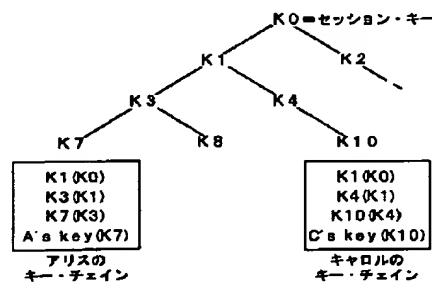 K0=セッション・キー
K1 K2
K3 K4
K7 K8 K10
K1(K0)
K3(K1)
K7(K3)
A's key(K7)
アリスの
キー・チェイン
K1(K0)
K4(K1)
K10(K4)
C's key(K10)
キャロルの
キー・チェイン